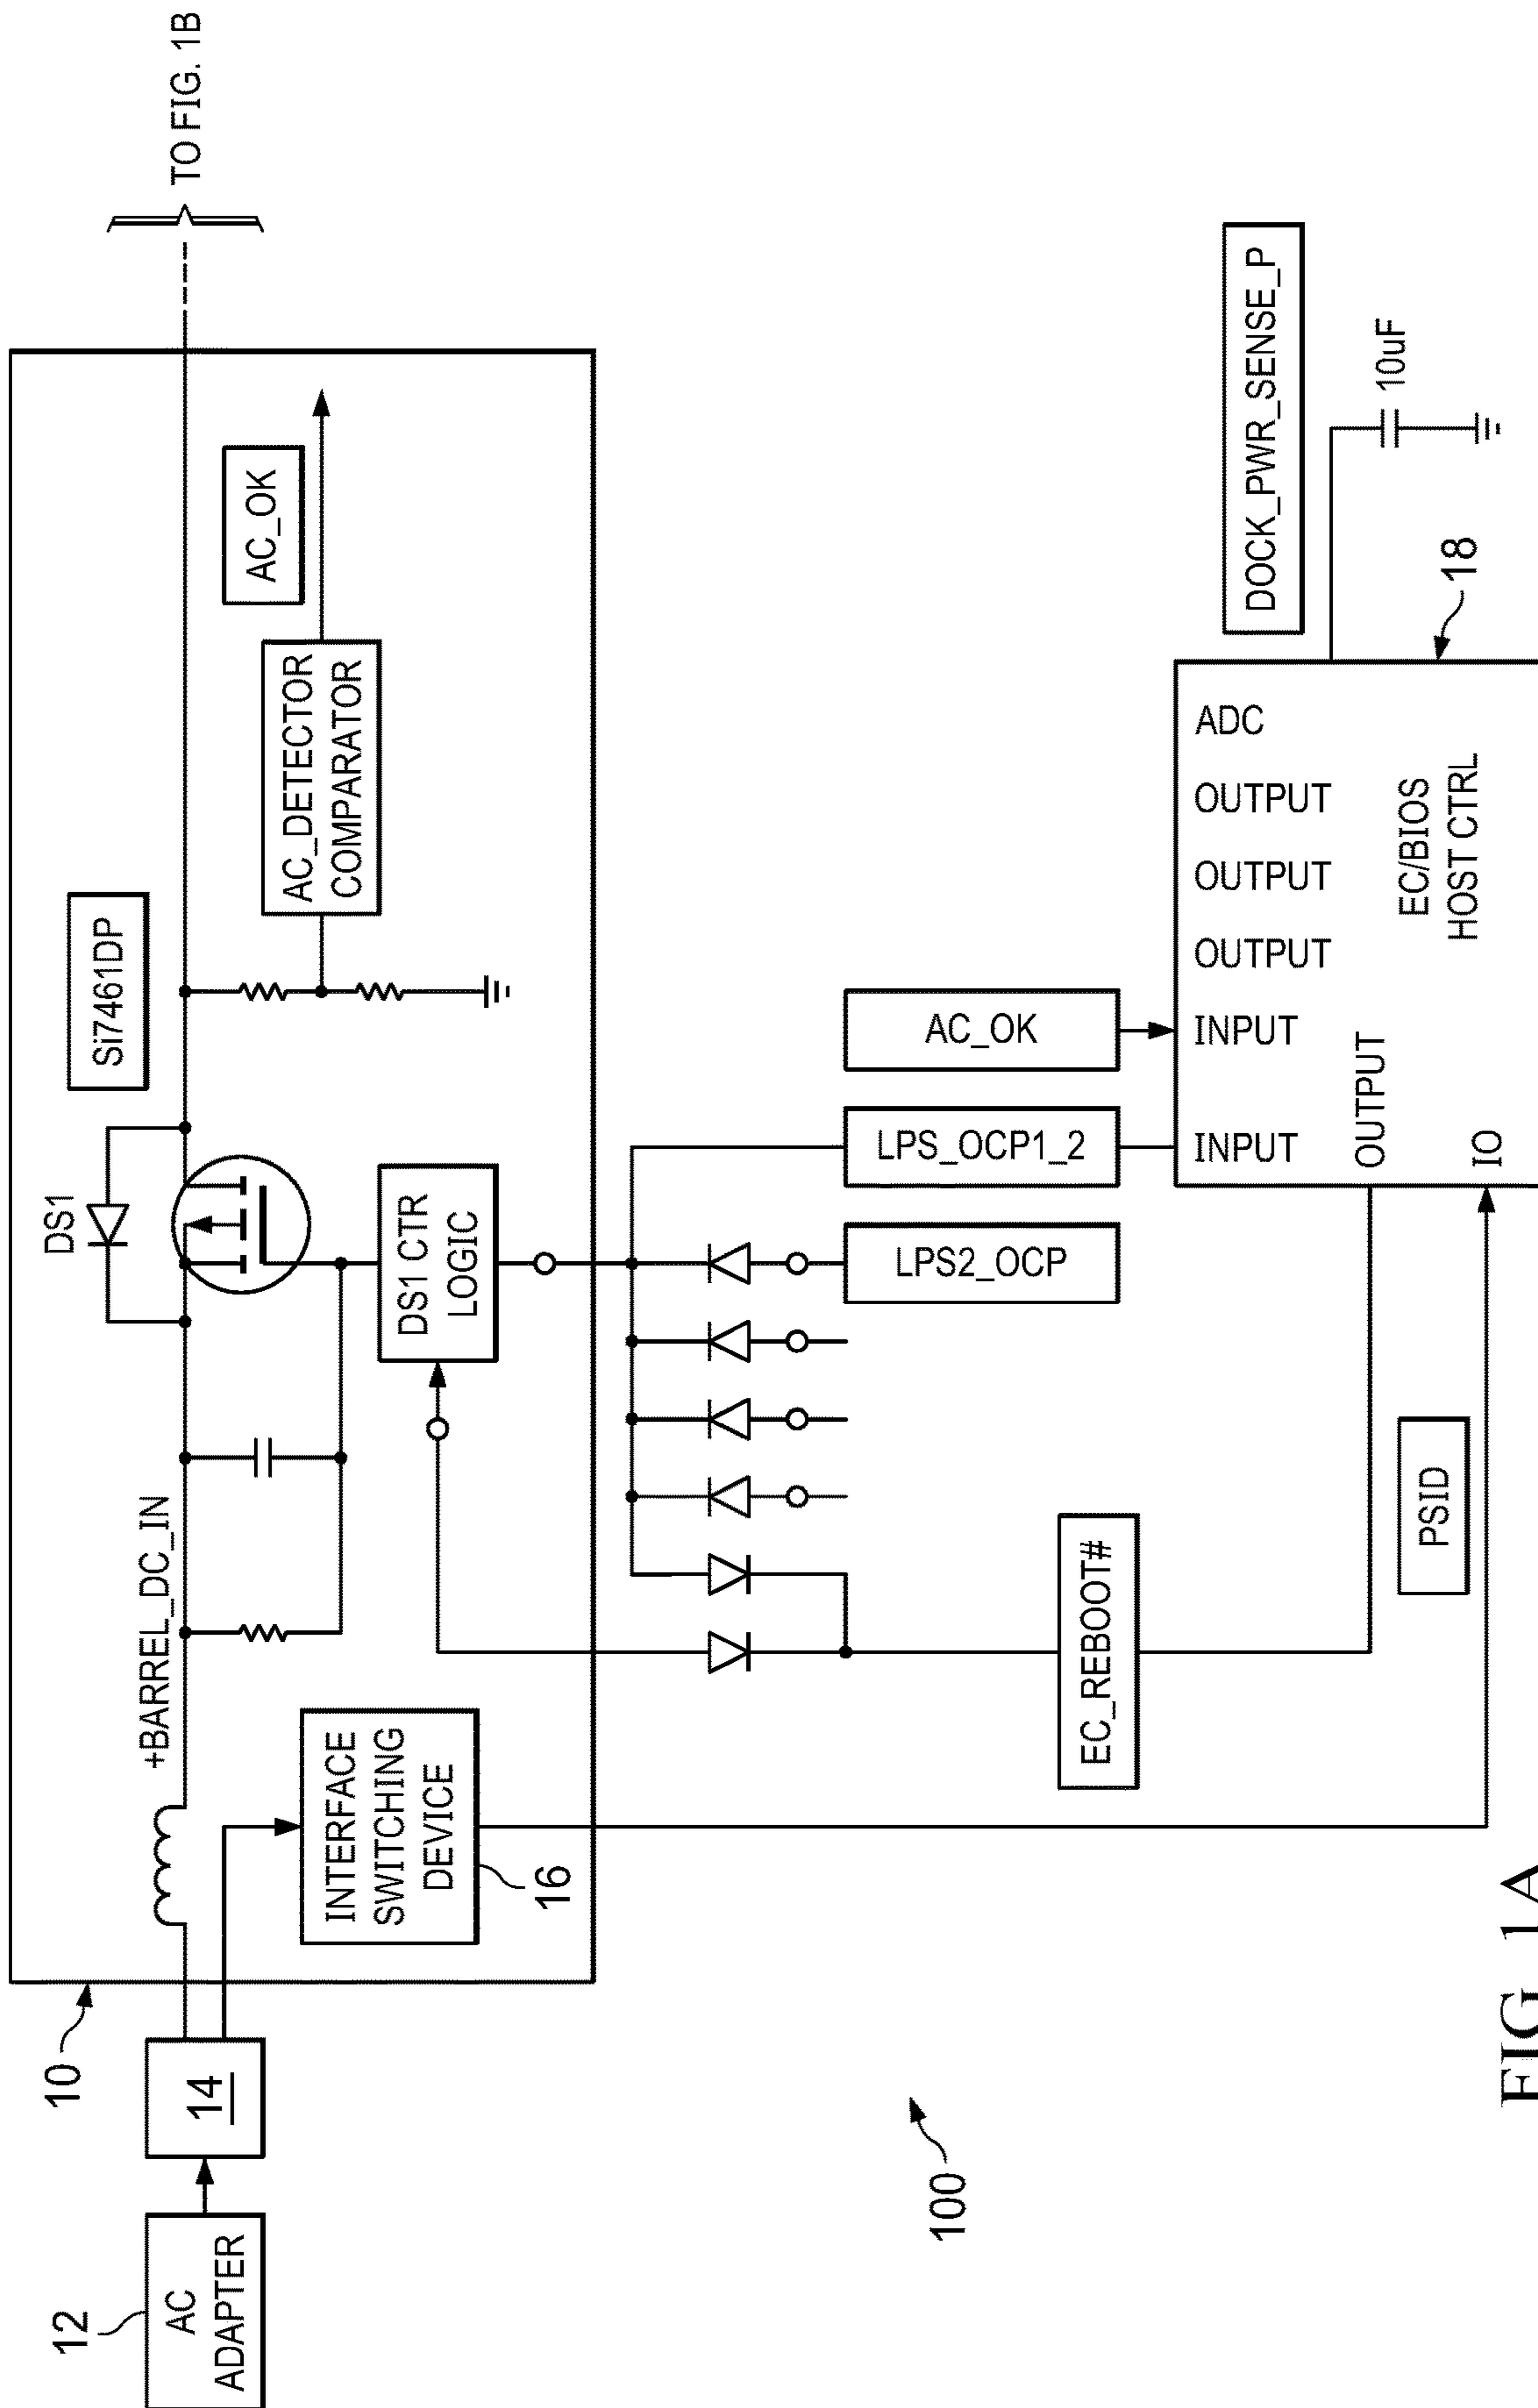 12
AC
ADAPTER
14
10
+BARREL_DC_IN
DS1
Si7461DP
TO FIG. 1B
INTERFACE
SWITCHING
DEVICE
16
DS1 CTR
LOGIC
AC_DETECTOR
COMPARATOR
AC_OK
LPS2_OCP
LPS_OCP1_2
AC_OK
EC_REBOOT#
PSID
INPUT
INPUT
OUTPUT
OUTPUT
OUTPUT
ADC
OUTPUT
IO
EC/BIOS
HOST CTRL
18
DOCK_PWR_SENSE_P
10uF
100
FIG. 1A